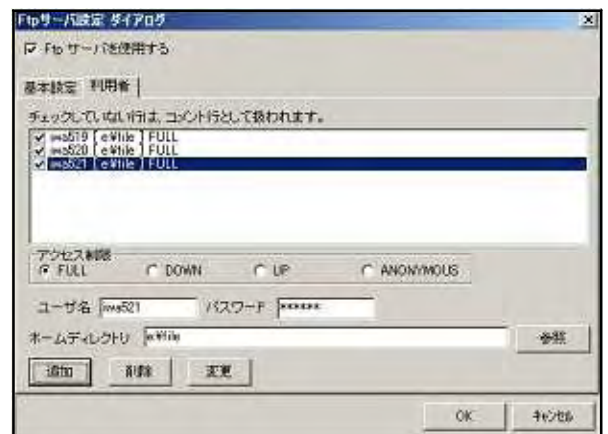 Ftpサーバ設定 ダイアログ
Ftp サーバを使用する
基本設定 利用者
チェックしていない行は、コメント行として扱われます。
iwa519 [ e:¥file ] FULL
iwa520 [ e:¥file ] FULL
iwa521 [ e:¥file ] FULL
アクセス制限
FULL DOWN UP ANONYMOUS
ユーザ名 iwa521 パスワード ******
ホームディレクトリ e:¥file 参照
追加 削除 変更
OK キャンセル